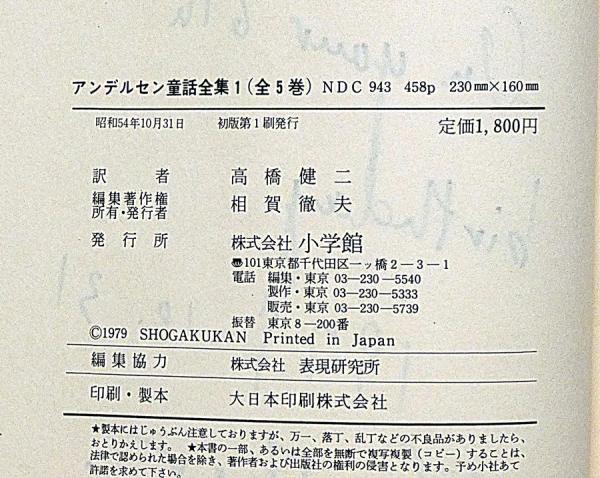 アンデルセン童話全集1(全5巻) NDC 943 458p 230㎜×160㎜
昭和54年10月31日 初版第1刷発行 定価1,800円
訳者 高橋健二
編集著作権所有・発行者 相賀徹夫
発行所 株式会社 小学館
〠101東京都千代田区一ッ橋2―3―1
電話 編集・東京 03―230―5540
製作・東京 03―230―5333
販売・東京 03―230―5739
振替 東京8―200番
©1979 SHOGAKUKAN Printed in Japan
編集協力 株式会社 表現研究所
印刷・製本 大日本印刷株式会社
★製本にはじゅうぶん注意しておりますが、万一、落丁、乱丁などの不良品がありましたら、
おとりかえします。 ★本書の一部、あるいは全部を無断で複写複製(コピー)することは、
法律で認められた場合を除き、著作者および出版社の権利の侵害となります。予め小社あて
許諾を求めて下さい。